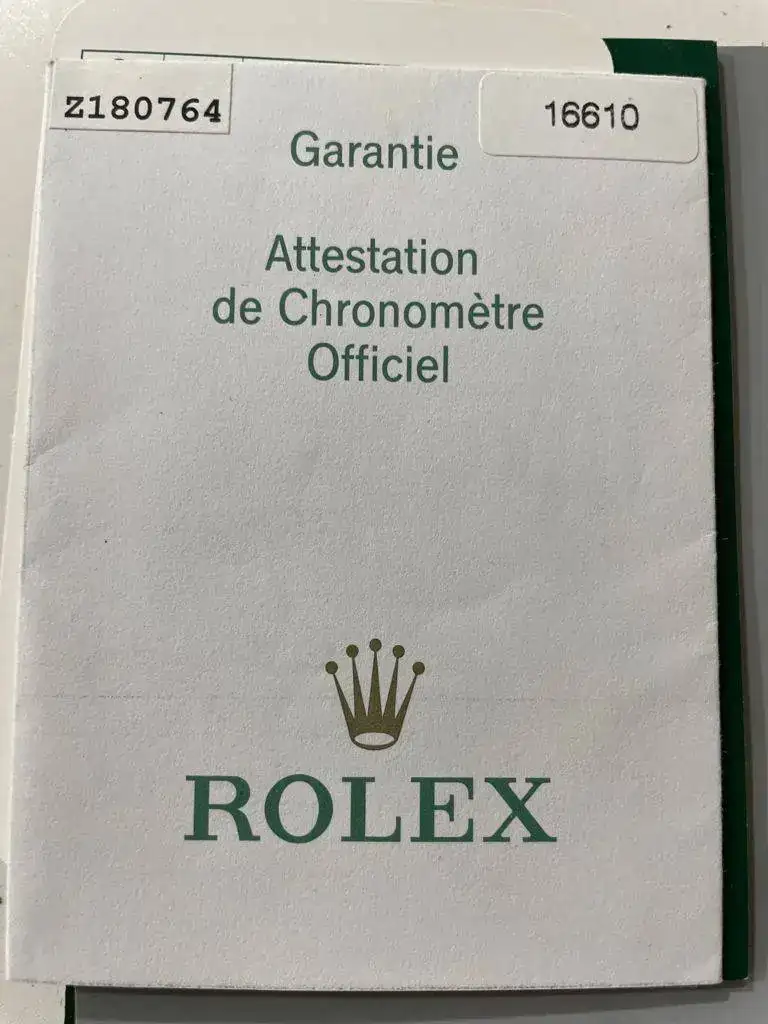 Z180764
16610
Garantie
Attestation
de Chronomètre
Officiel
ROLEX